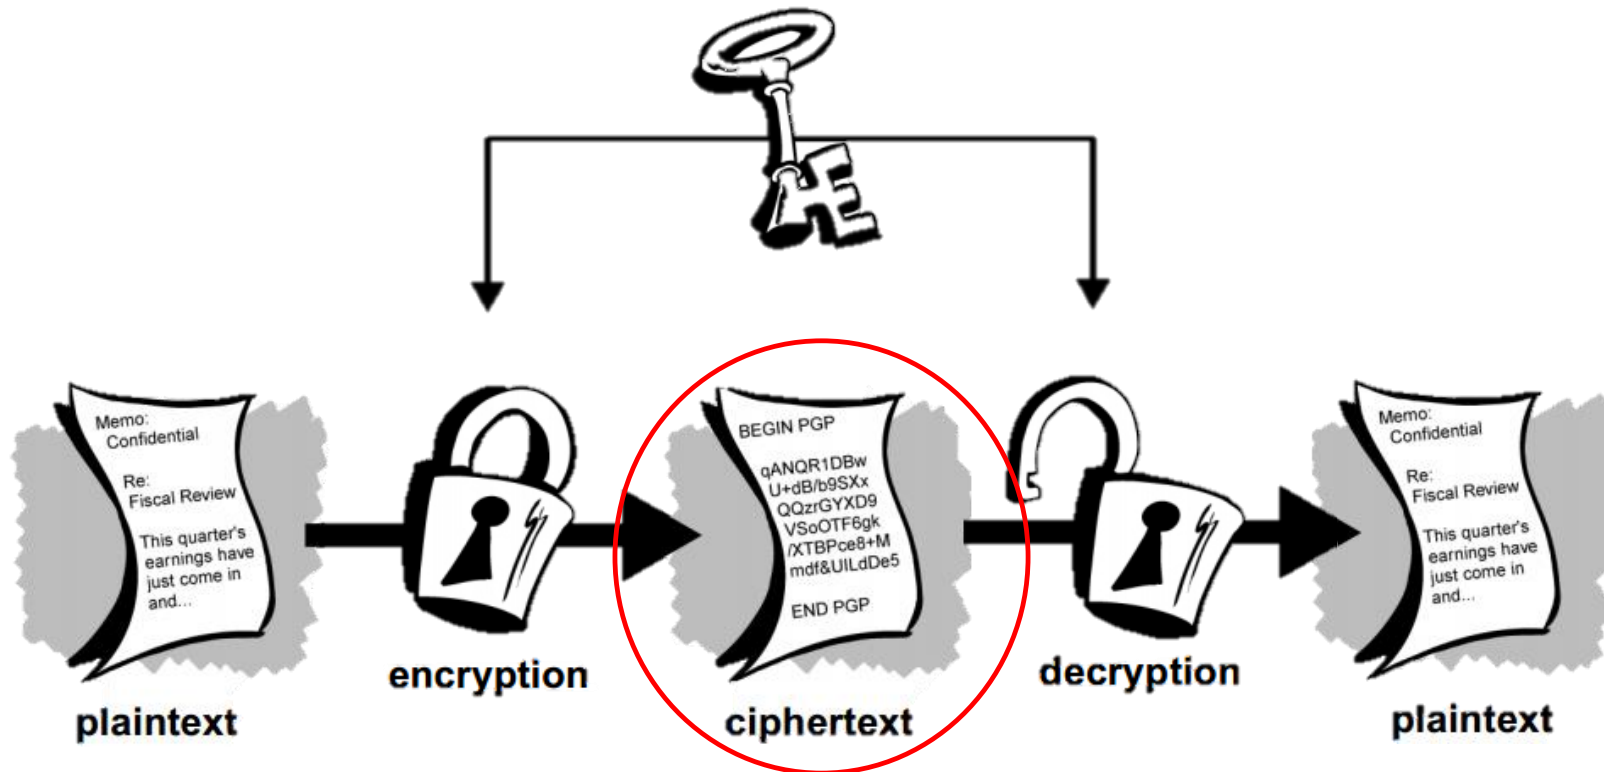 Memo:
Confidential
Re:
Fiscal Review
This quarter's
earnings have
just come in
and...
plaintext
encryption
BEGIN PGP
qANQR1DBw
U+dB/b9SXx
QQzrGYXD9
VSoOTF6gk
/XTBPce8+M
mdf&UILdDe5
END PGP
ciphertext
decryption
Memo:
Confidential
Re:
Fiscal Review
This quarter's
earnings have
just come in
and...
plaintext